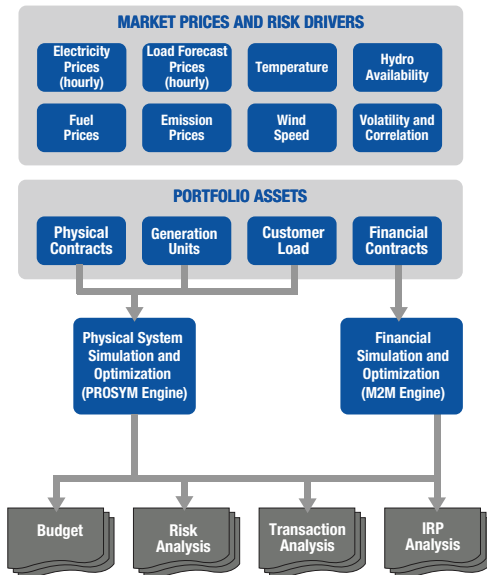 MARKET PRICES AND RISK DRIVERS
Electricity
Prices
(hourly)
Load Forecast
Prices
(hourly)
Temperature
Hydro
Availability
Fuel
Prices
Emission
Prices
Wind
Speed
Volatility and
Correlation
PORTFOLIO ASSETS
Physical
Contracts
Generation
Units
Customer
Load
Financial
Contracts
Physical System
Simulation and
Optimization
(PROSYM Engine)
Financial
Simulation and
Optimization
(M2M Engine)
Budget
Risk
Analysis
Transaction
Analysis
IRP
Analysis